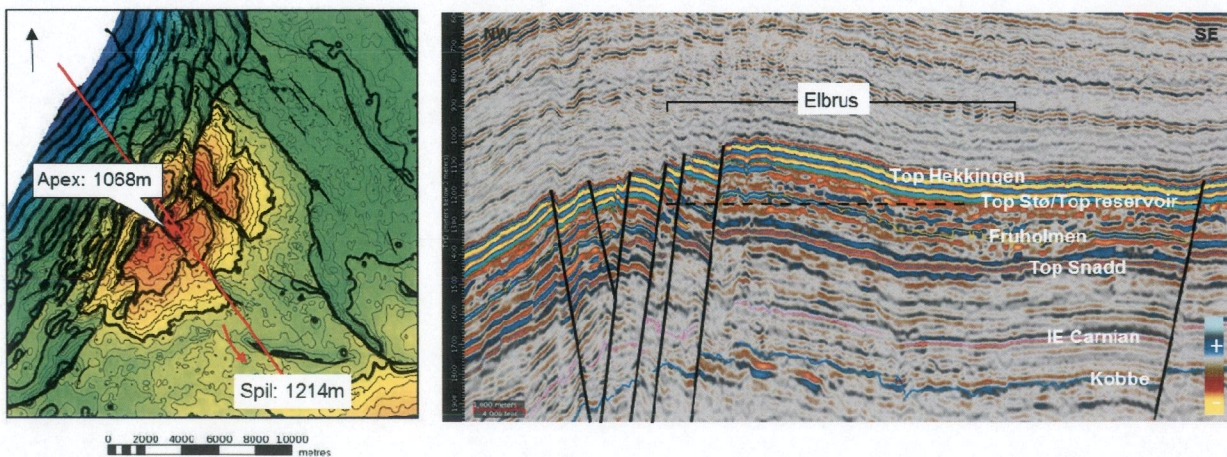 Apex: 1068m
Spil: 1214m
0 2000 4000 6000 8000 10000
metres
NW
SE
Elbrus
Top Hekkingen
Top Stø/Top reservoir
Fruholmen
Top Snadd
IE Carnian
Kobbe
+
-